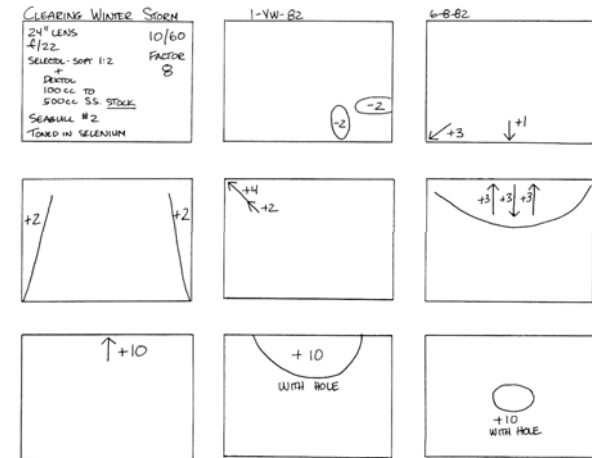 CLEARING WINTER STORM
1-VW-82
6-8-82
24" LENS
10/60
f/22
FACTOR
8
SELECTOL-SOFT 1:2
+
DEKTOL
100 CC TO
500 CC S.S. STOCK
SEAGULL #2
TONED IN SELENIUM
-2
-2
+3
+1
+2
+2
+4
+2
+3
+3
+3
+10
+ 10
WITH HOLE
+10
WITH HOLE